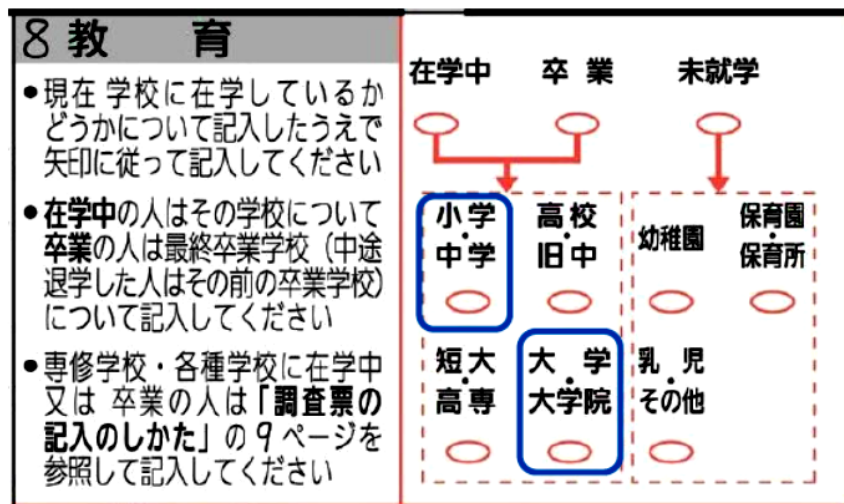 8 教 育
●現在 学校に在学しているか
どうかについて記入したうえで
矢印に従って記入してください
●在学中の人はその学校について
卒業の人は最終卒業学校（中途
退学した人はその前の卒業学校）
について記入してください
●専修学校・各種学校に在学中
又は 卒業の人は「調査票の
記入のしかた」の9ページを
参照して記入してください
在学中 卒 業 未就学
小学・中学
高校・旧中
幼稚園
保育園・保育所
短大・高専
大 学・大学院
乳 児・その他